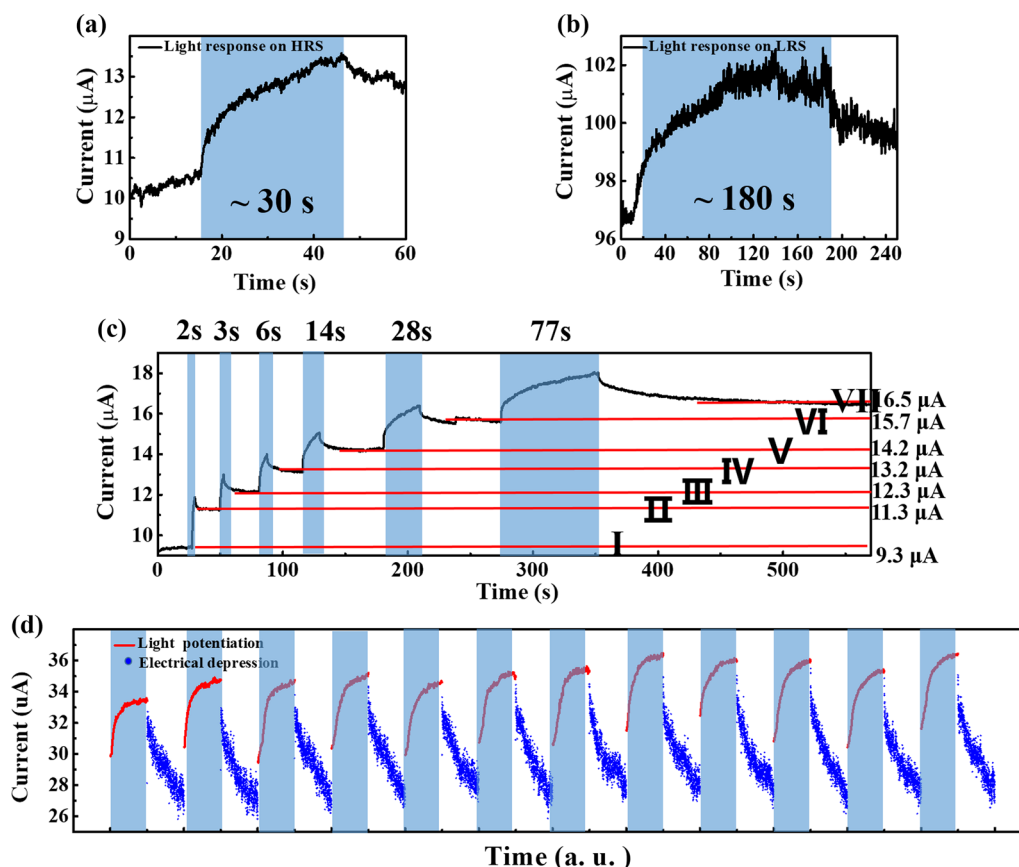 (a)
Light response on HRS
13
12
11
10
9
Current (μA)
~ 30 s
0 20 40 60
Time (s)
(b)
Light response on LRS
102
100
98
96
Current (μA)
~ 180 s
0 40 80 120 160 200 240
Time (s)
(c)
2s 3s 6s 14s 28s 77s
18
16
14
12
10
Current (μA)
VII 16.5 μA
VI 15.7 μA
V 14.2 μA
IV 13.2 μA
III 12.3 μA
II 11.3 μA
I 9.3 μA
0 100 200 300 400 500
Time (s)
(d)
Light potentiation
Electrical depression
36
34
32
30
28
26
Current (uA)
Time (a. u. )